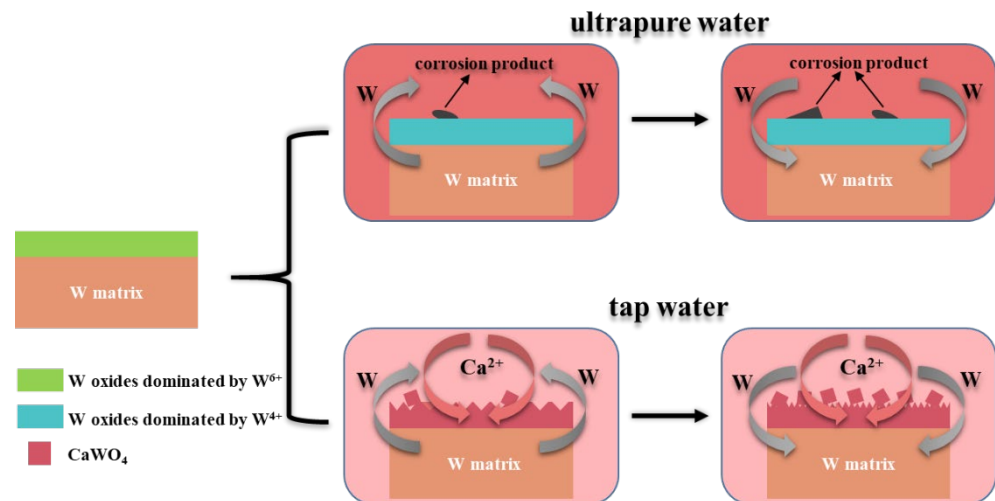 ultrapure water
corrosion product
W
W
W matrix
corrosion product
W
W
W matrix
W matrix
tap water
Ca²⁺
W
W
W matrix
Ca²⁺
W
W
W matrix
W oxides dominated by W⁶⁺
W oxides dominated by W⁴⁺
CaWO₄